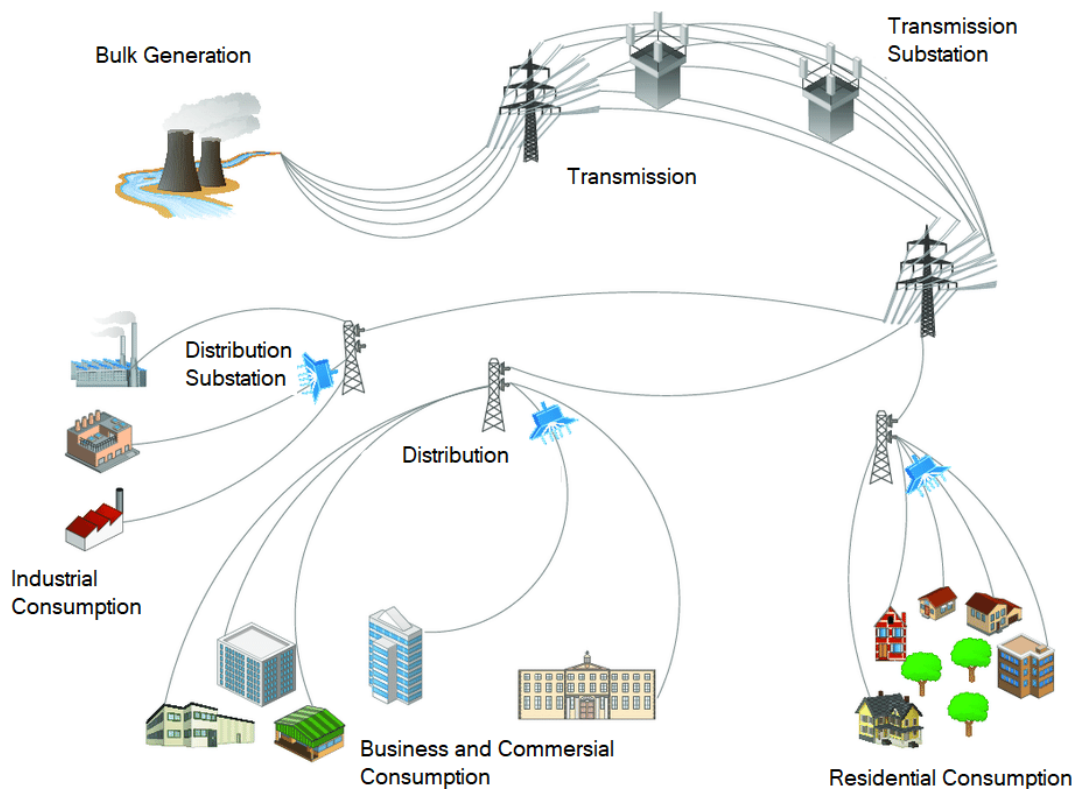 Bulk Generation
Transmission
Substation
Transmission
Distribution
Substation
Distribution
Industrial
Consumption
Business and Commersial
Consumption
Residential Consumption